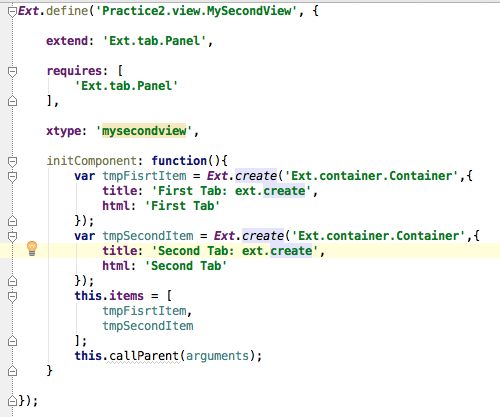 Ext.define('Practice2.view.MySecondView', {
extend: 'Ext.tab.Panel',
requires: [
'Ext.tab.Panel'
],
xtype: 'mysecondview',
initComponent: function(){
var tmpFisrtItem = Ext.create('Ext.container.Container',{
title: 'First Tab: ext.create',
html: 'First Tab'
});
var tmpSecondItem = Ext.create('Ext.container.Container',{
title: 'Second Tab: ext.create',
html: 'Second Tab'
});
this.items = [
tmpFisrtItem,
tmpSecondItem
];
this.callParent(arguments);
}
});